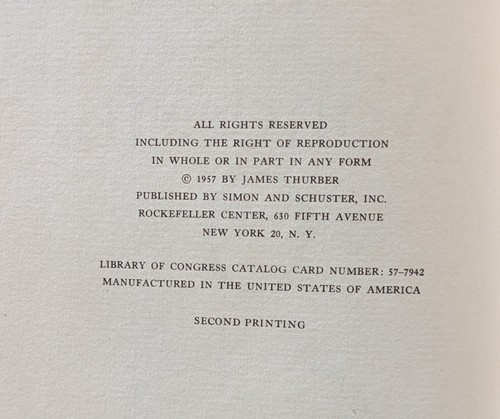 ALL RIGHTS RESERVED
INCLUDING THE RIGHT OF REPRODUCTION
IN WHOLE OR IN PART IN ANY FORM
© 1957 BY JAMES THURBER
PUBLISHED BY SIMON AND SCHUSTER, INC.
ROCKEFELLER CENTER, 630 FIFTH AVENUE
NEW YORK 20, N. Y.
LIBRARY OF CONGRESS CATALOG CARD NUMBER: 57–7942
MANUFACTURED IN THE UNITED STATES OF AMERICA
SECOND PRINTING